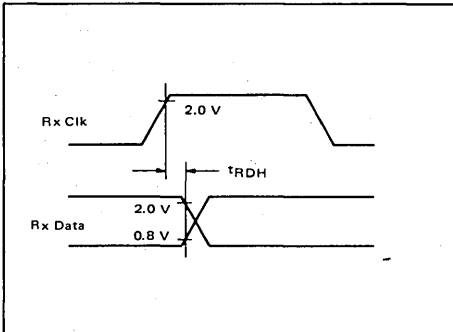 Rx Clk
2.0 V
tRDH
2.0 V
Rx Data
0.8 V